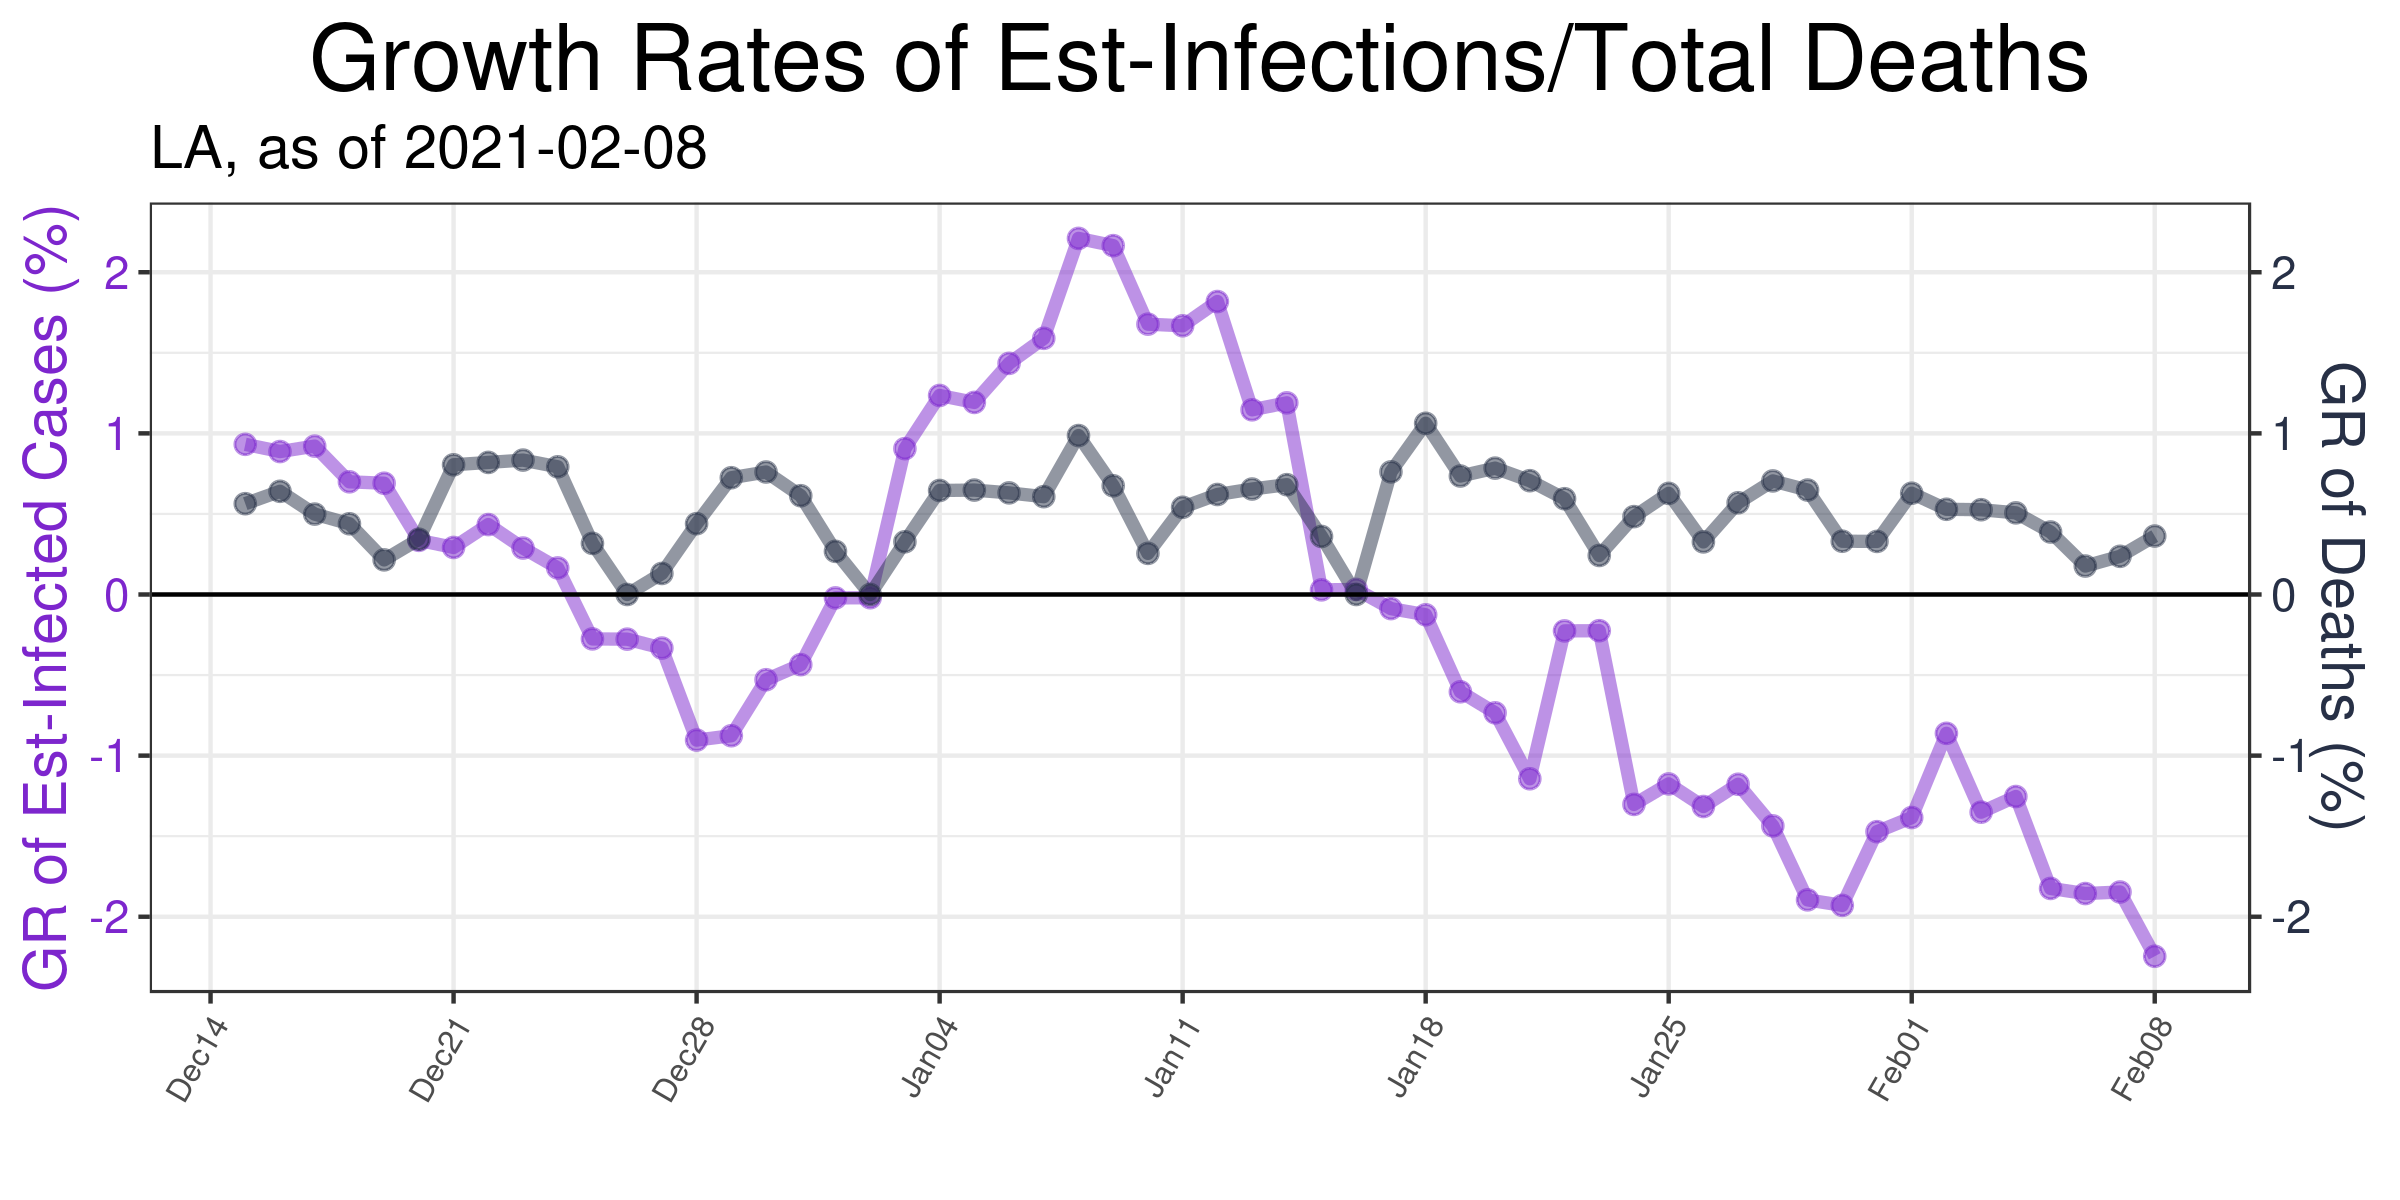 Growth Rates of Est-Infections/Total Deaths
LA, as of 2021-02-08
GR of Est-Infected Cases (%)
2
1
0
-1
-2
2
1
0
-1
-2
GR of Deaths (%)
Dec14
Dec21
Dec28
Jan04
Jan11
Jan18
Jan25
Feb01
Feb08